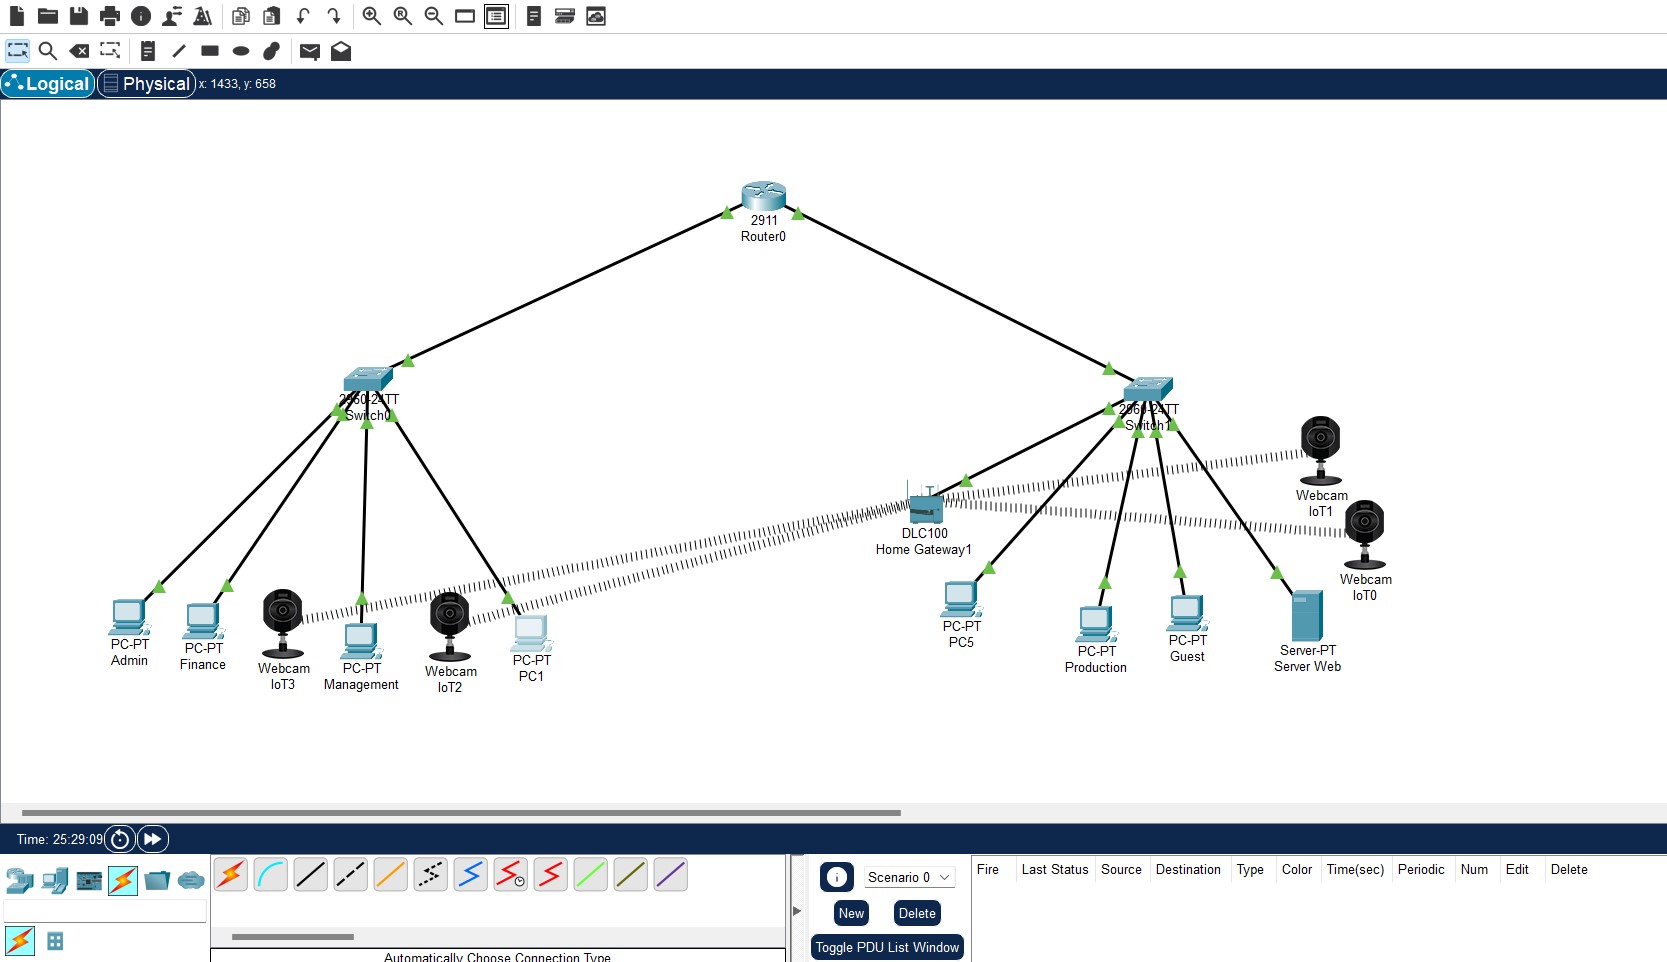 Logical
Physical
x: 1433, y: 658
2911
Router0
2960-24TT
Switch0
2960-24TT
Switch1
Webcam
IoT1
DLC100
Home Gateway1
Webcam
IoT0
PC-PT
Admin
PC-PT
Finance
Webcam
IoT3
PC-PT
Management
Webcam
IoT2
PC-PT
PC1
PC-PT
PC5
PC-PT
Production
PC-PT
Guest
Server-PT
Server Web
Time: 25:29:09
Scenario 0
New
Delete
Toggle PDU List Window
Fire Last Status Source Destination Type Color Time(sec) Periodic Num Edit Delete
Automatically Choose Connection Type